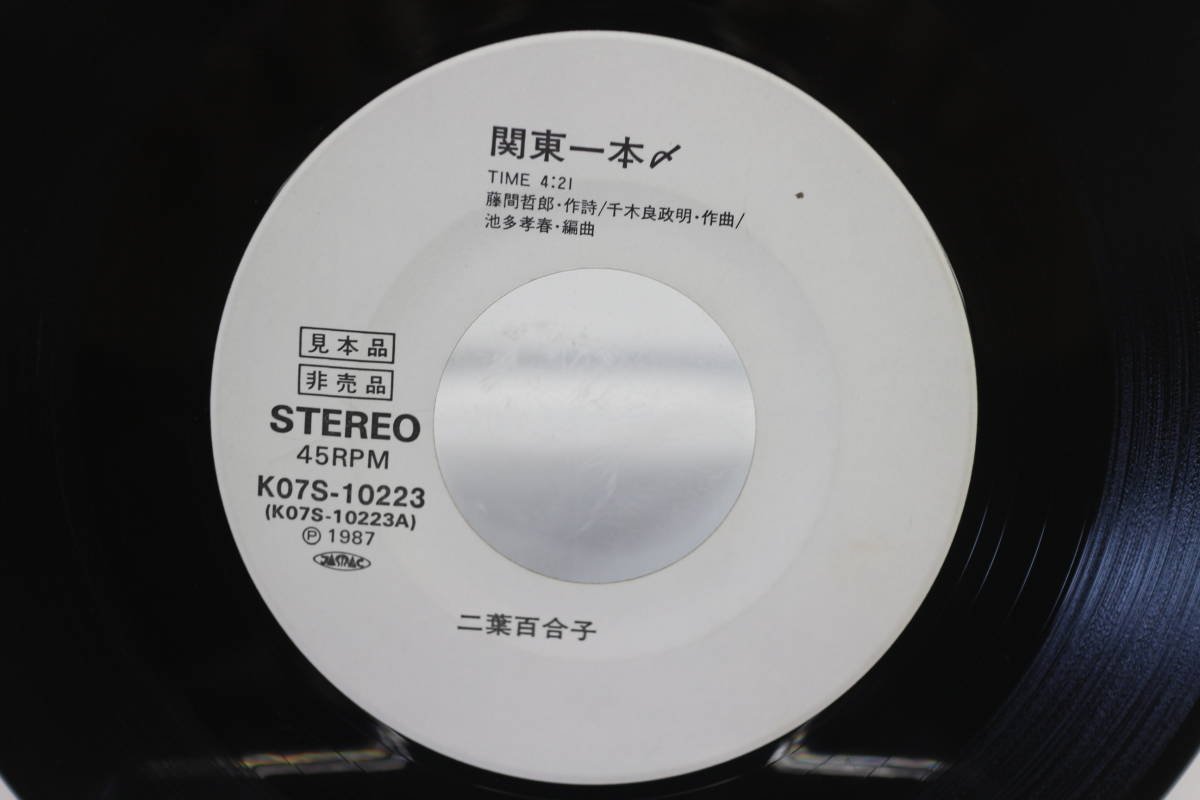 関東一本〆
TIME 4:21
藤間哲郎・作詩/千木良政明・作曲/
池多孝春・編曲
見本品
非売品
STEREO
45RPM
K07S-10223
(K07S-10223A)
Ⓟ 1987
JASRAC
二葉百合子